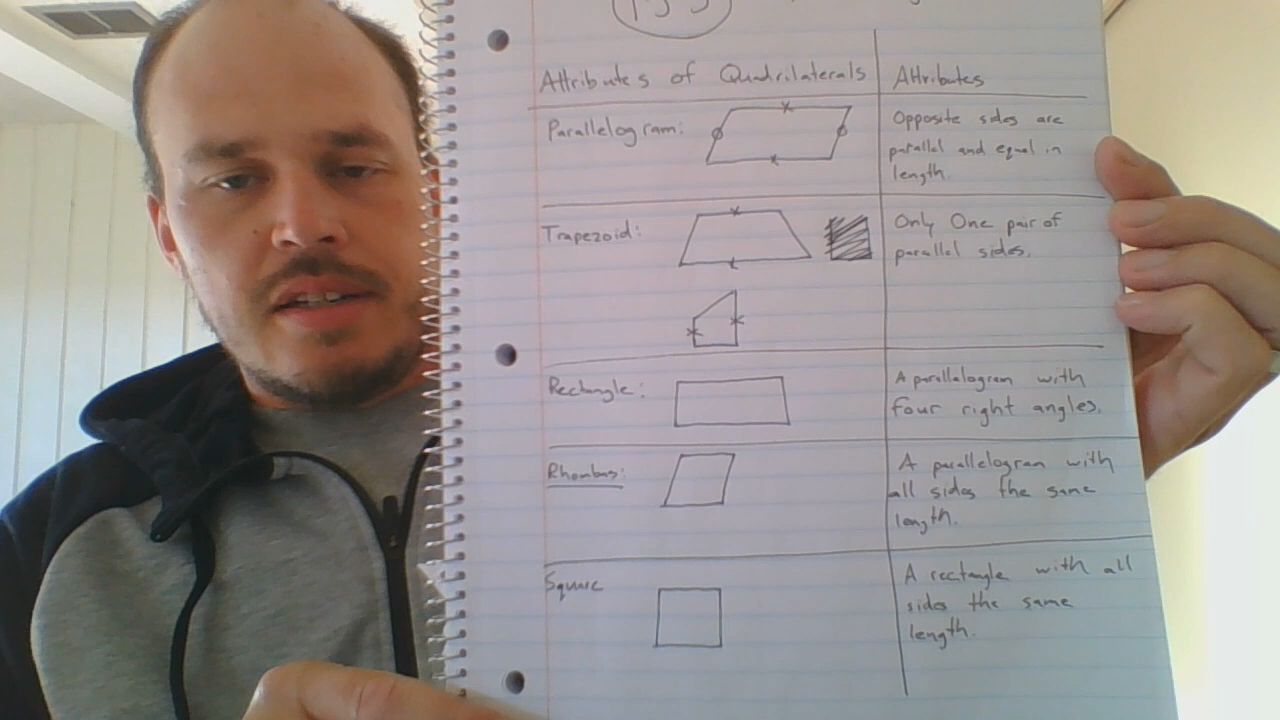 Attributes of Quadrilaterals
Attributes
Parallelogram:
Opposite sides are
parallel and equal in
length.
Trapezoid:
Only One pair of
parallel sides.
Rectangle:
A parallelogram with
four right angles.
Rhombus:
A parallelogram with
all sides the same
length.
Square
A rectangle with all
sides the same
length.